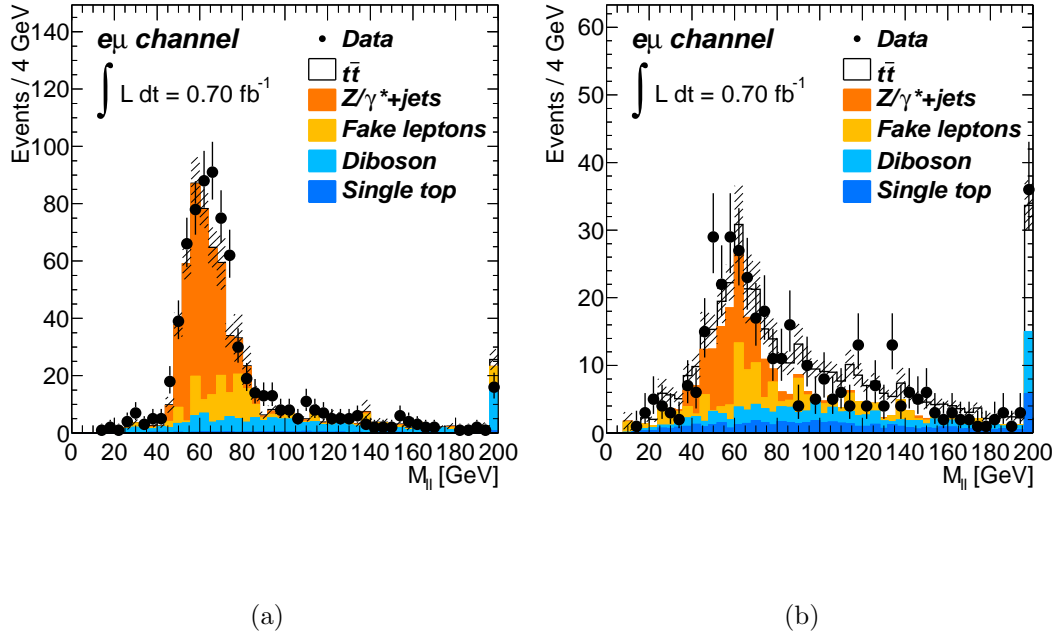 Events / 4 GeV
140
120
100
80
60
40
20
0
eμ channel
∫ L dt = 0.70 fb⁻¹
Data
tt̄
Z/γ*+jets
Fake leptons
Diboson
Single top
0 20 40 60 80 100 120 140 160 180 200
M_ll [GeV]
(a)
Events / 4 GeV
60
50
40
30
20
10
0
eμ channel
∫ L dt = 0.70 fb⁻¹
Data
tt̄
Z/γ*+jets
Fake leptons
Diboson
Single top
0 20 40 60 80 100 120 140 160 180 200
M_ll [GeV]
(b)